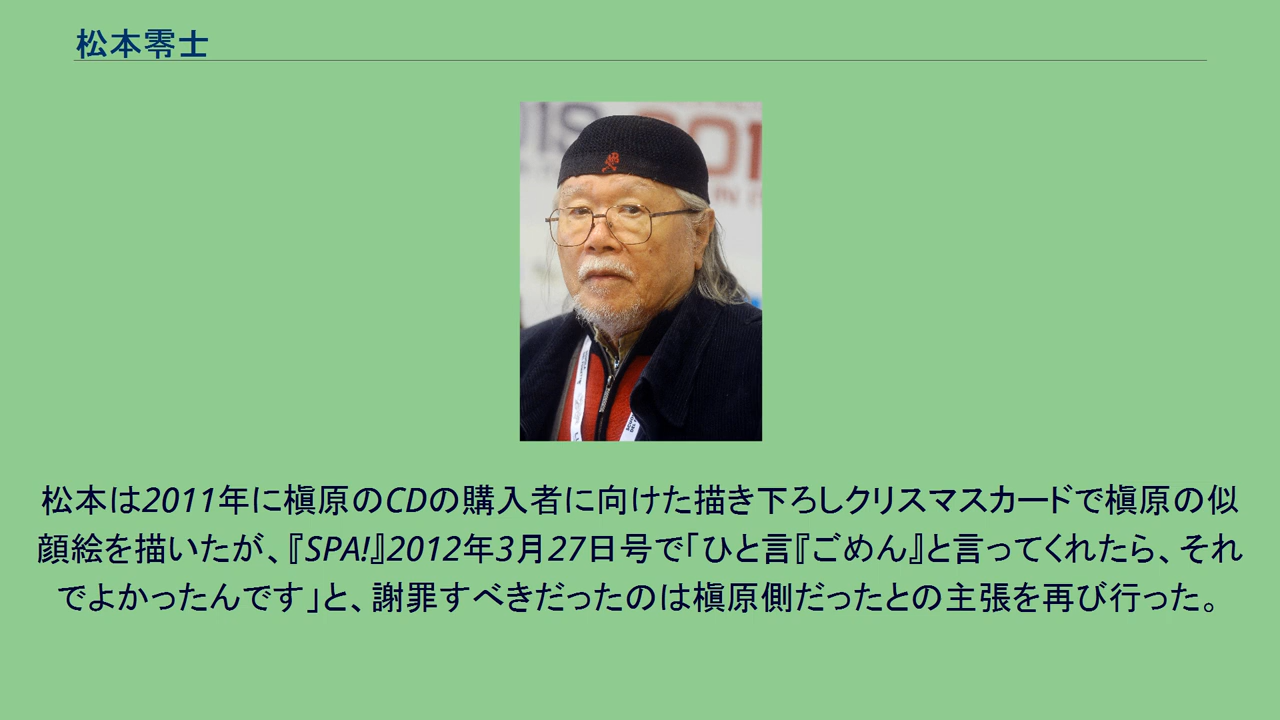 松本零士
松本は2011年に槇原のCDの購入者に向けた描き下ろしクリスマスカードで槇原の似
顔絵を描いたが、『SPA!』2012年3月27日号で「ひと言『ごめん』と言ってくれたら、それ
でよかったんです」と、謝罪すべきだったのは槇原側だったとの主張を再び行った。